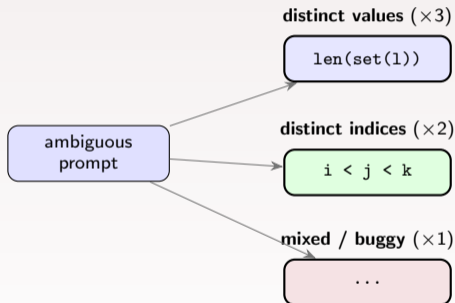 distinct values (×3)
len(set(l))
ambiguous
prompt
distinct indices (×2)
i < j < k
mixed / buggy (×1)
...